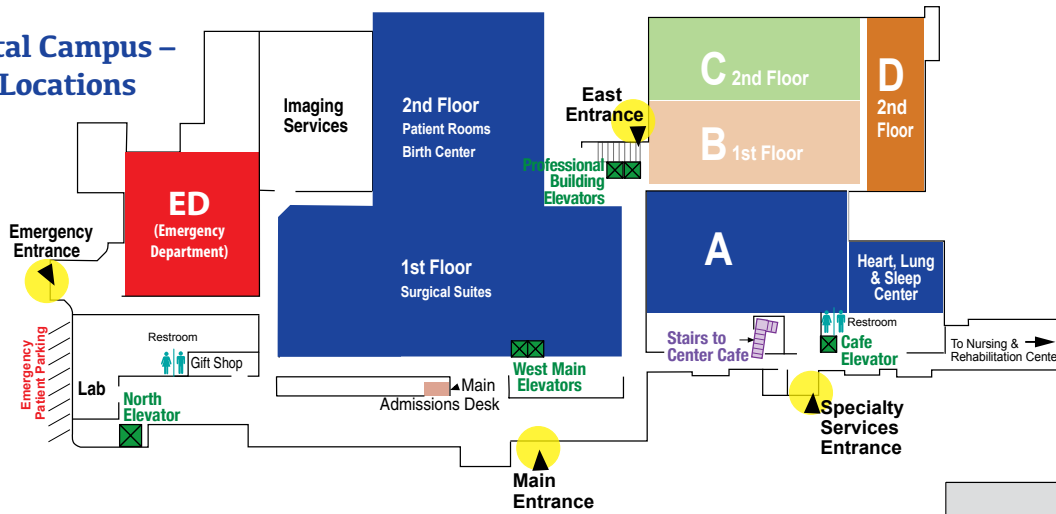 tal Campus –
Locations
Imaging
Services
2nd Floor
Patient Rooms
Birth Center
East
Entrance
C 2nd Floor
D
2nd
Floor
B 1st Floor
Professional
Building
Elevators
ED
(Emergency
Department)
Emergency
Entrance
1st Floor
Surgical Suites
A
Heart, Lung
& Sleep
Center
Restroom
Gift Shop
Emergency
Patient Parking
Lab
North
Elevator
Main
Admissions Desk
West Main
Elevators
Stairs to
Center Cafe
Restroom
Cafe
Elevator
To Nursing &
Rehabilitation Cente
Specialty
Services
Entrance
Main
Entrance